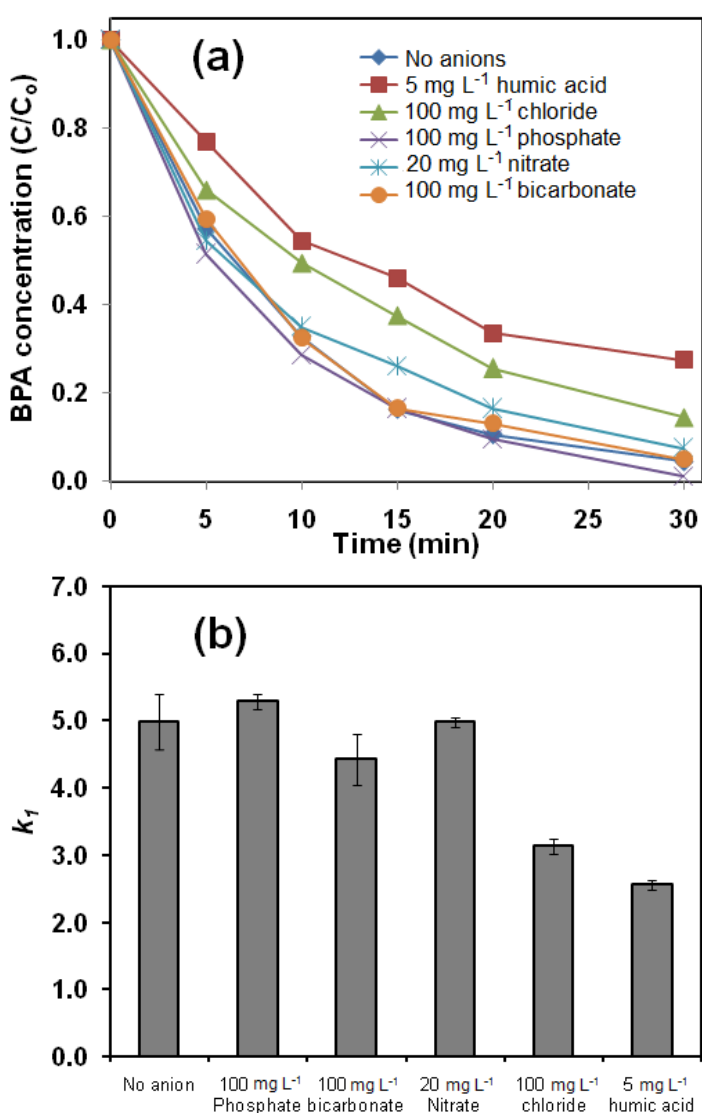 (a)
No anions
5 mg L⁻¹ humic acid
100 mg L⁻¹ chloride
100 mg L⁻¹ phosphate
20 mg L⁻¹ nitrate
100 mg L⁻¹ bicarbonate
BPA concentration (C/Cₒ)
1.0
0.8
0.6
0.4
0.2
0.0
0 5 10 15 20 25 30
Time (min)
(b)
k₁
7.0
6.0
5.0
4.0
3.0
2.0
1.0
0.0
No anion
100 mg L⁻¹
Phosphate
100 mg L⁻¹
bicarbonate
20 mg L⁻¹
Nitrate
100 mg L⁻¹
chloride
5 mg L⁻¹
humic acid